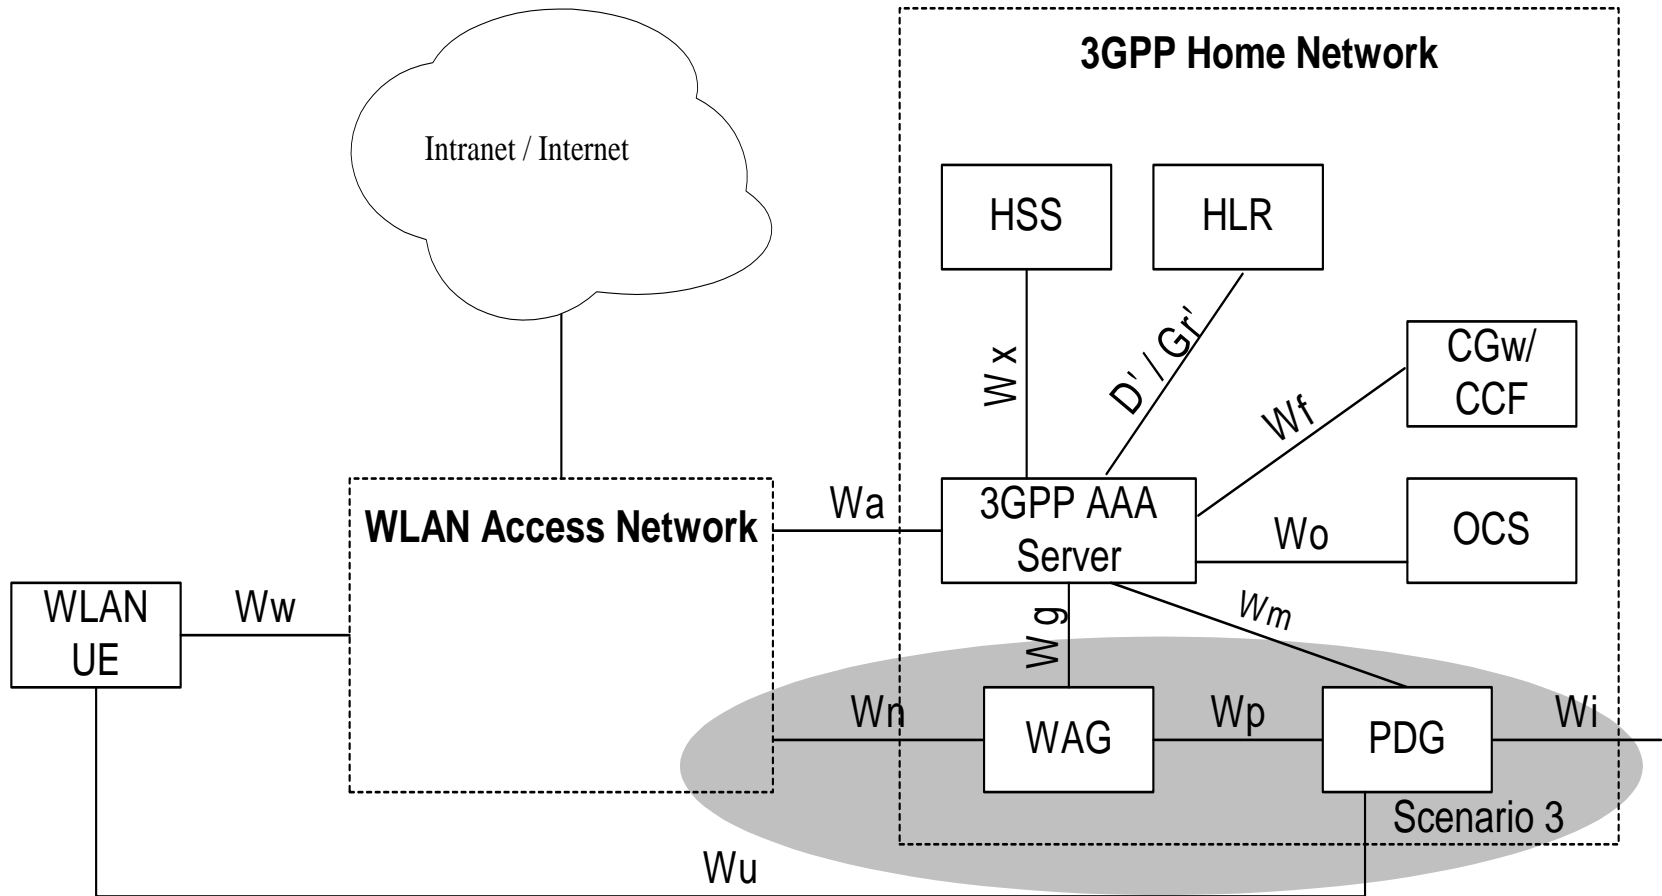 3GPP Home Network
Intranet / Internet
HSS
HLR
Wx
D' / Gr'
CGw/
CCF
Wf
WLAN Access Network
Wa
3GPP AAA
Server
Wo
OCS
WLAN
UE
Ww
Wg
Wm
Wn
WAG
Wp
PDG
Wi
Scenario 3
Wu